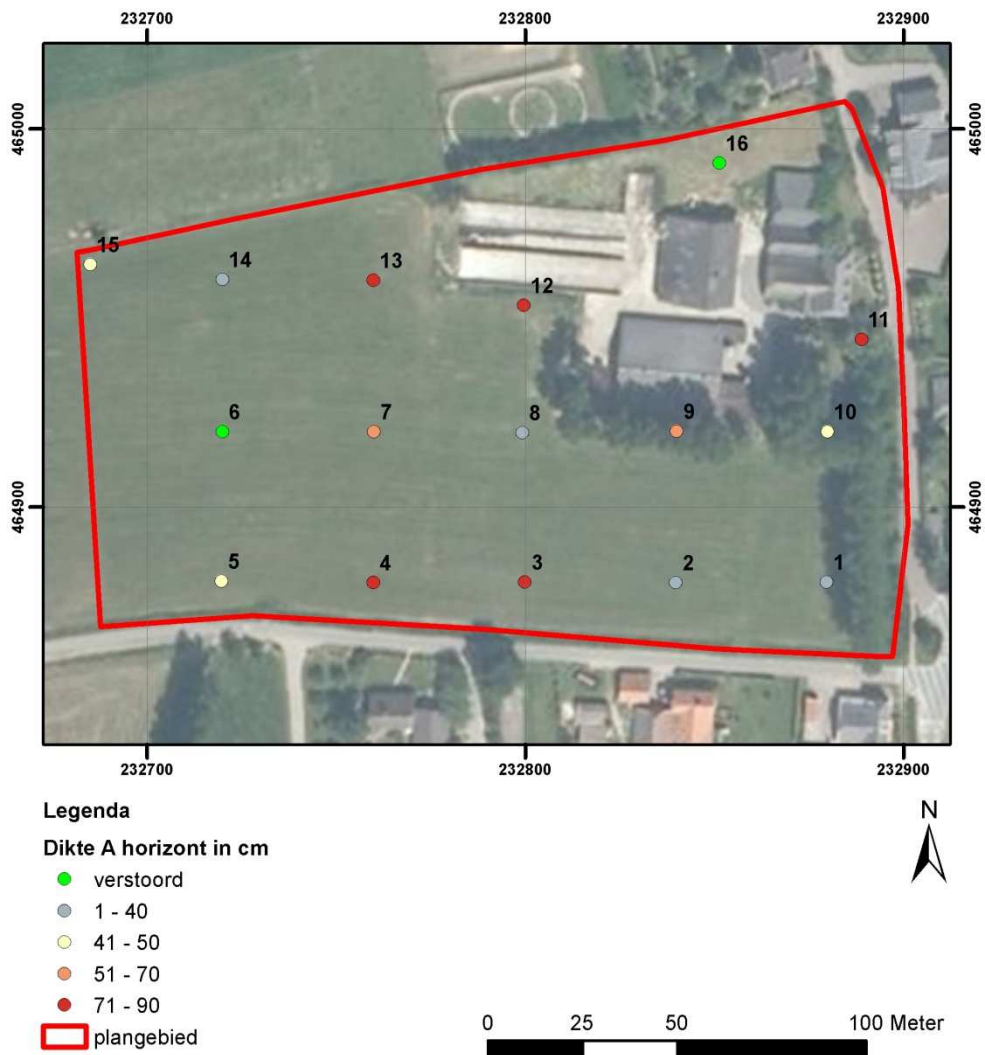 232700 232800 232900
465000 465000
16
15 14 13
12
11
6 7 8 9 10
464900 464900
5 4 3 2 1
232700 232800 232900
Legenda
N
Dikte A horizont in cm
verstoord
1 - 40
41 - 50
51 - 70
71 - 90
plangebied
0 25 50 100 Meter